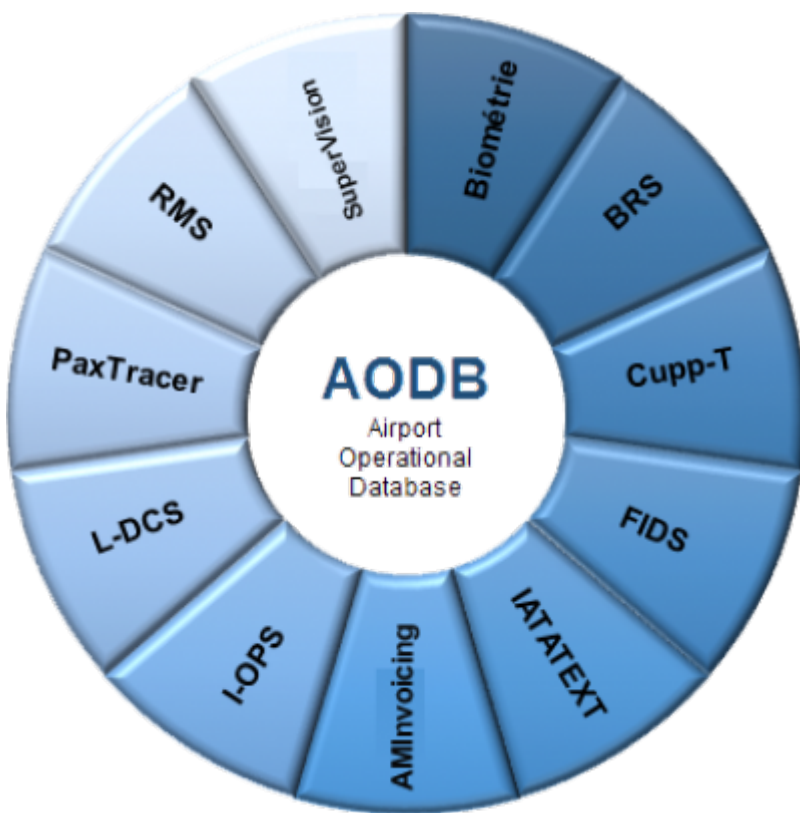 AODB
Airport
Operational
Database
Biométrie
BRS
Cupp-T
FIDS
IATATEXT
AMInvoicing
I-OPS
L-DCS
PaxTracer
RMS
SuperVision